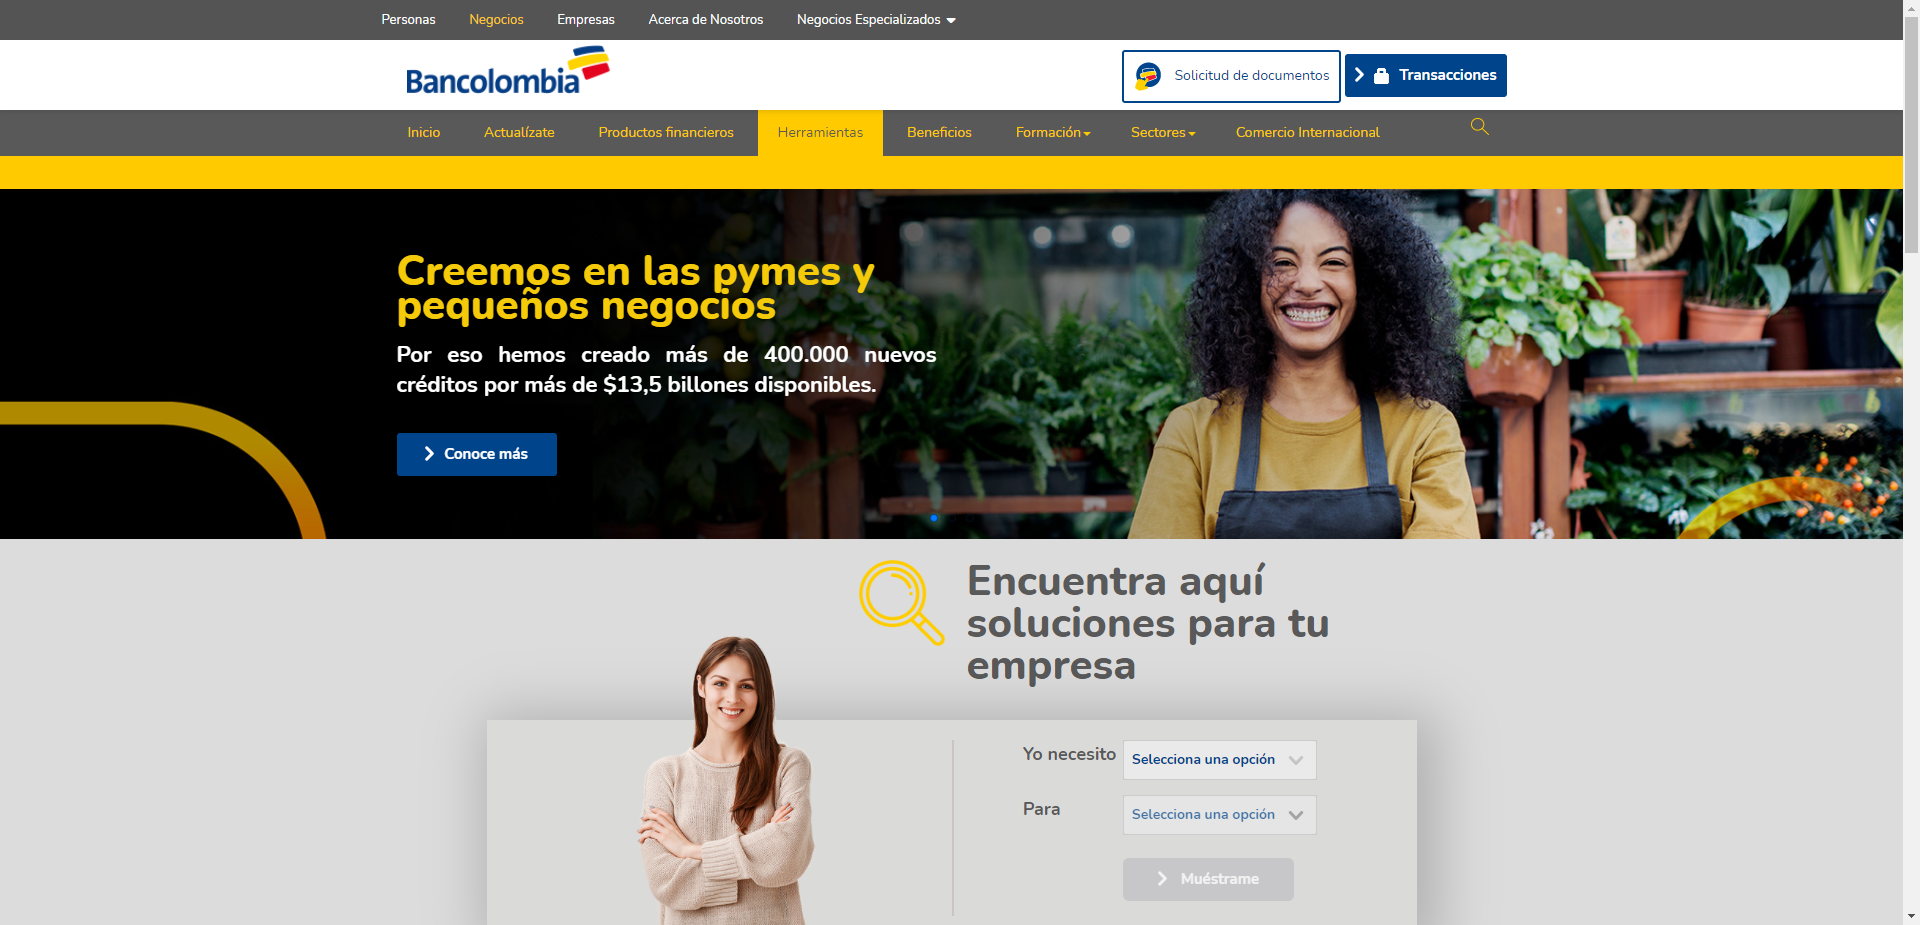 Personas Negocios Empresas Acerca de Nosotros Negocios Especializados
Bancolombia
Solicitud de documentos
Transacciones
Inicio Actualízate Productos financieros Herramientas Beneficios Formación Sectores Comercio Internacional
Creemos en las pymes y
pequeños negocios
Por eso hemos creado más de 400.000 nuevos
créditos por más de $13,5 billones disponibles.
Conoce más
Encuentra aquí
soluciones para tu
empresa
Yo necesito Selecciona una opción
Para Selecciona una opción
Muéstrame